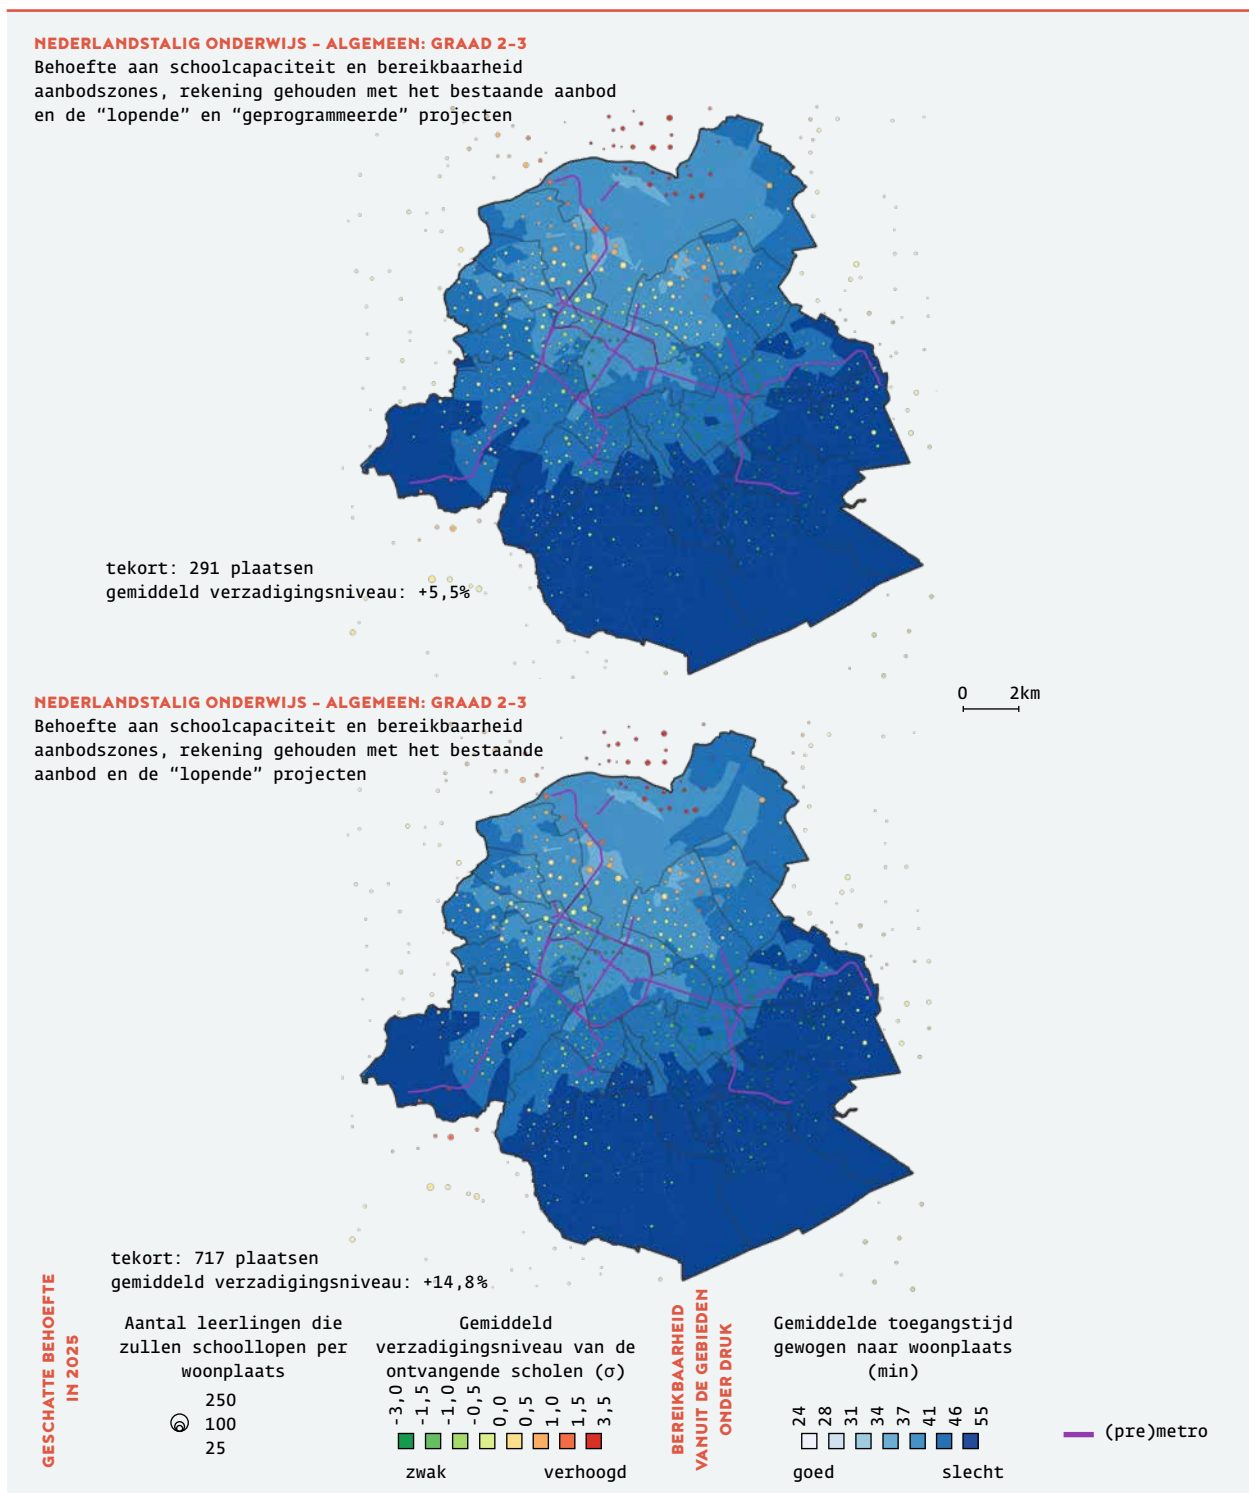 NEDERLANDSTALIG ONDERWIJS – ALGEMEEN: GRAAD 2-3
Behoefte aan schoolcapaciteit en bereikbaarheid
aanbodszones, rekening gehouden met het bestaande aanbod
en de “lopende” en “geprogrammeerde” projecten
tekort: 291 plaatsen
gemiddeld verzadigingsniveau: +5,5%
0 2km
NEDERLANDSTALIG ONDERWIJS – ALGEMEEN: GRAAD 2-3
Behoefte aan schoolcapaciteit en bereikbaarheid
aanbodszones, rekening gehouden met het bestaande
aanbod en de “lopende” projecten
tekort: 717 plaatsen
gemiddeld verzadigingsniveau: +14,8%
GESCHATTE BEHOEFTE
IN 2025
Aantal leerlingen die
zullen schoollopen per
woonplaats
250
100
25
Gemiddeld
verzadigingsniveau van de
ontvangende scholen (σ)
-3,0 -1,5 -1,0 -0,5 0,0 0,5 1,0 1,5 3,5
zwak verhoogd
BEREIKBAARHEID
VANUIT DE GEBIEDEN
ONDER DRUK
Gemiddelde toegangstijd
gewogen naar woonplaats
(min)
24 28 31 34 37 41 46 55
goed slecht
(pre)metro